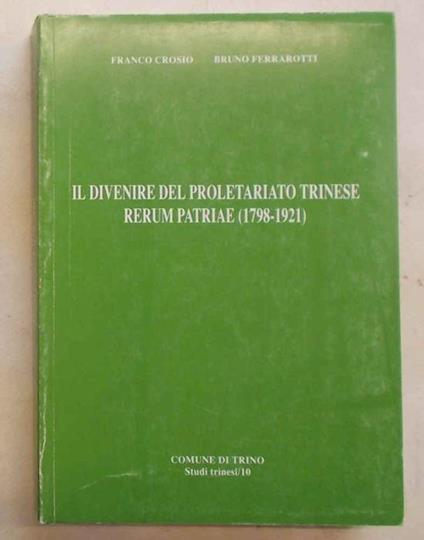 FRANCO CROSIO BRUNO FERRAROTTI
IL DIVENIRE DEL PROLETARIATO TRINESE
RERUM PATRIAE (1798-1921)
COMUNE DI TRINO
Studi trinesi/10